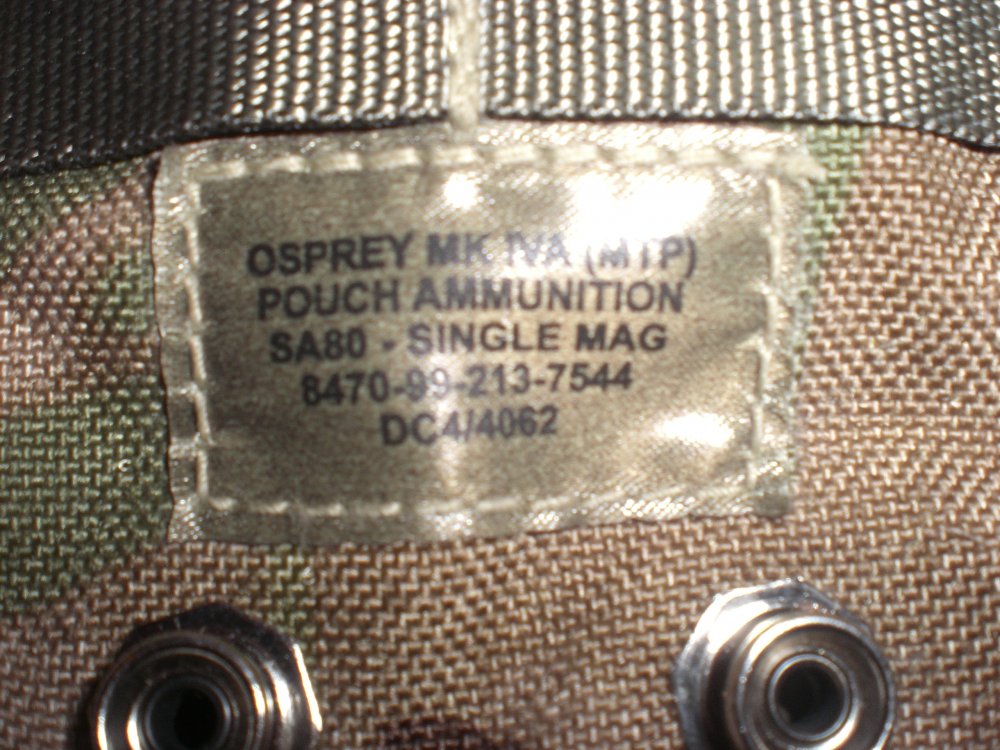 OSPREY MK IVA (MTP)
POUCH AMMUNITION
SA80 - SINGLE MAG
8470-99-213-7544
DC4/4062